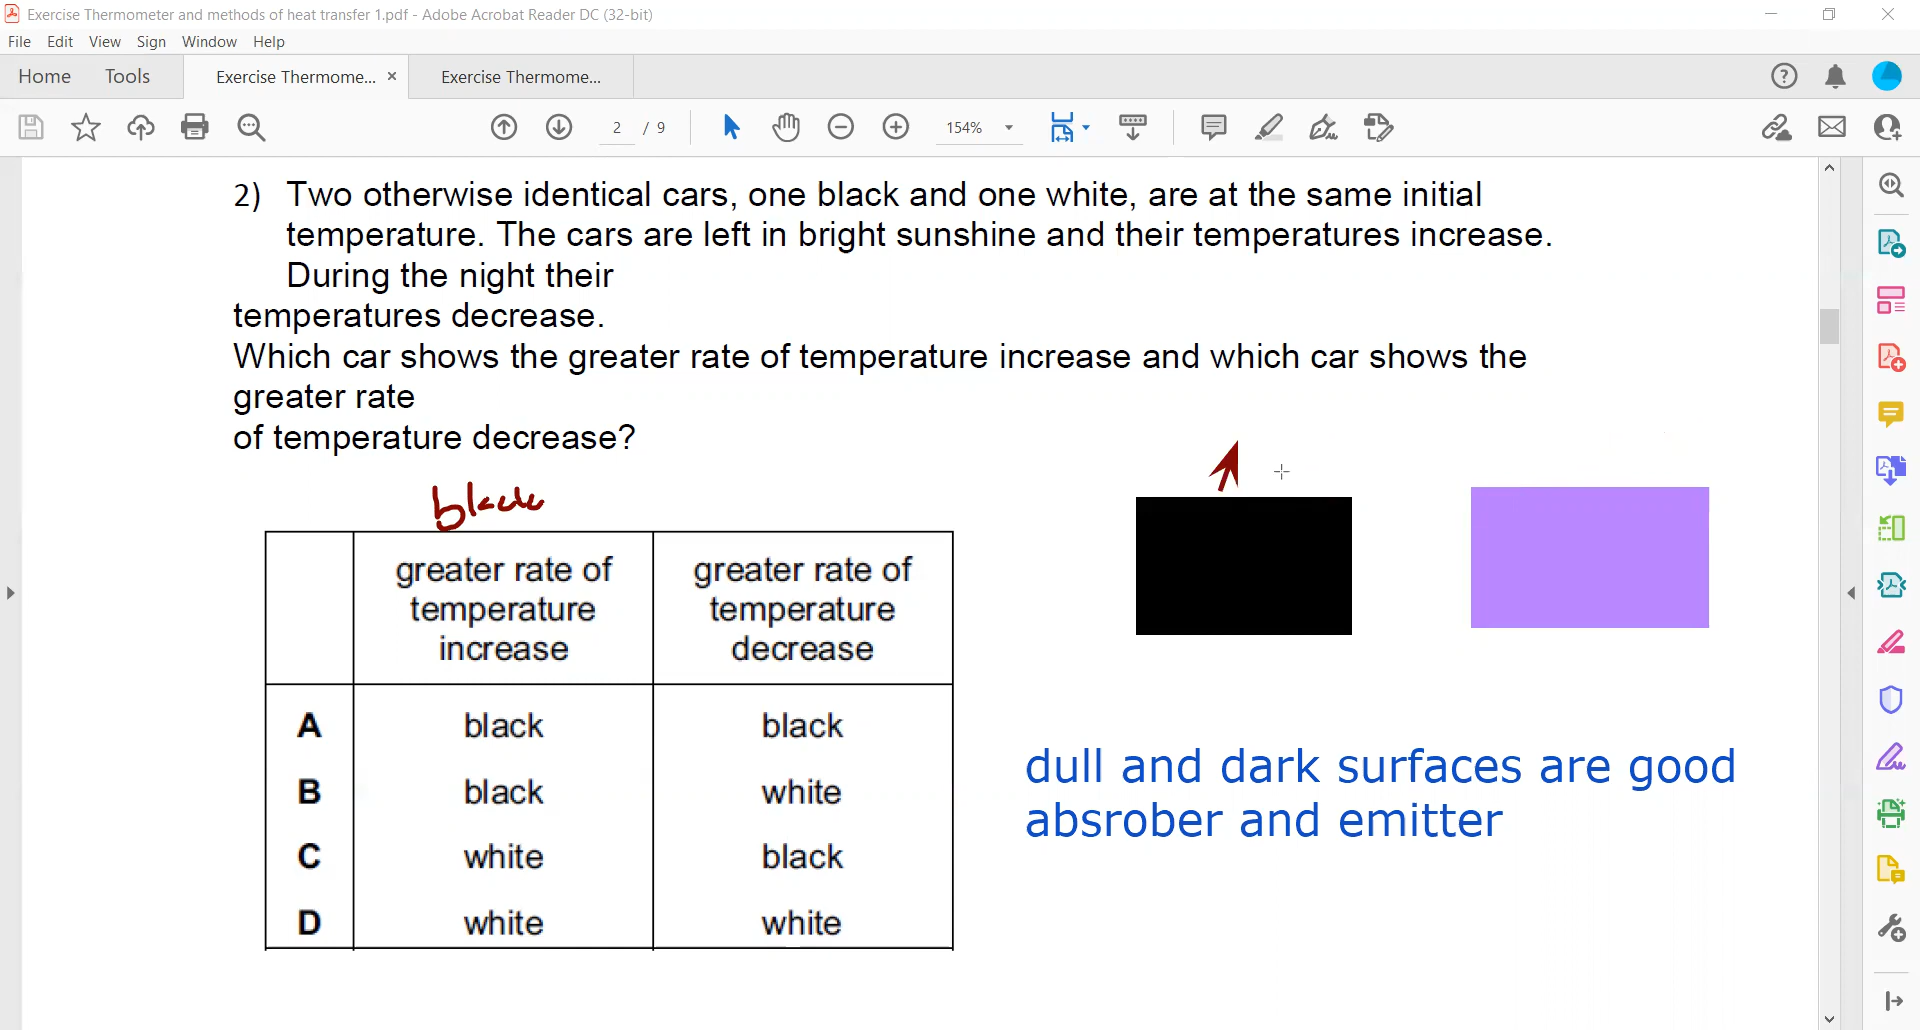 Exercise Thermometer and methods of heat transfer 1.pdf - Adobe Acrobat Reader DC (32-bit)
File Edit View Sign Window Help
Home Tools Exercise Thermome... × Exercise Thermome...
2 / 9 154%
2) Two otherwise identical cars, one black and one white, are at the same initial
temperature. The cars are left in bright sunshine and their temperatures increase.
During the night their
temperatures decrease.
Which car shows the greater rate of temperature increase and which car shows the
greater rate
of temperature decrease?
black
greater rate of temperature increase
greater rate of temperature decrease
A black black
B black white
C white black
D white white
dull and dark surfaces are good
absrober and emitter